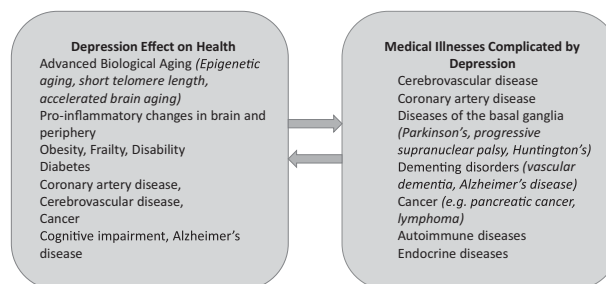 Depression Effect on Health
Advanced Biological Aging (Epigenetic
aging, short telomere length,
accelerated brain aging)
Pro-inflammatory changes in brain and
periphery
Obesity, Frailty, Disability
Diabetes
Coronary artery disease,
Cerebrovascular disease,
Cancer
Cognitive impairment, Alzheimer's
disease
Medical Illnesses Complicated by
Depression
Cerebrovascular disease
Coronary artery disease
Diseases of the basal ganglia
(Parkinson's, progressive
supranuclear palsy, Huntington's)
Dementing disorders (vascular
dementia, Alzheimer's disease)
Cancer (e.g. pancreatic cancer,
lymphoma)
Autoimmune diseases
Endocrine diseases